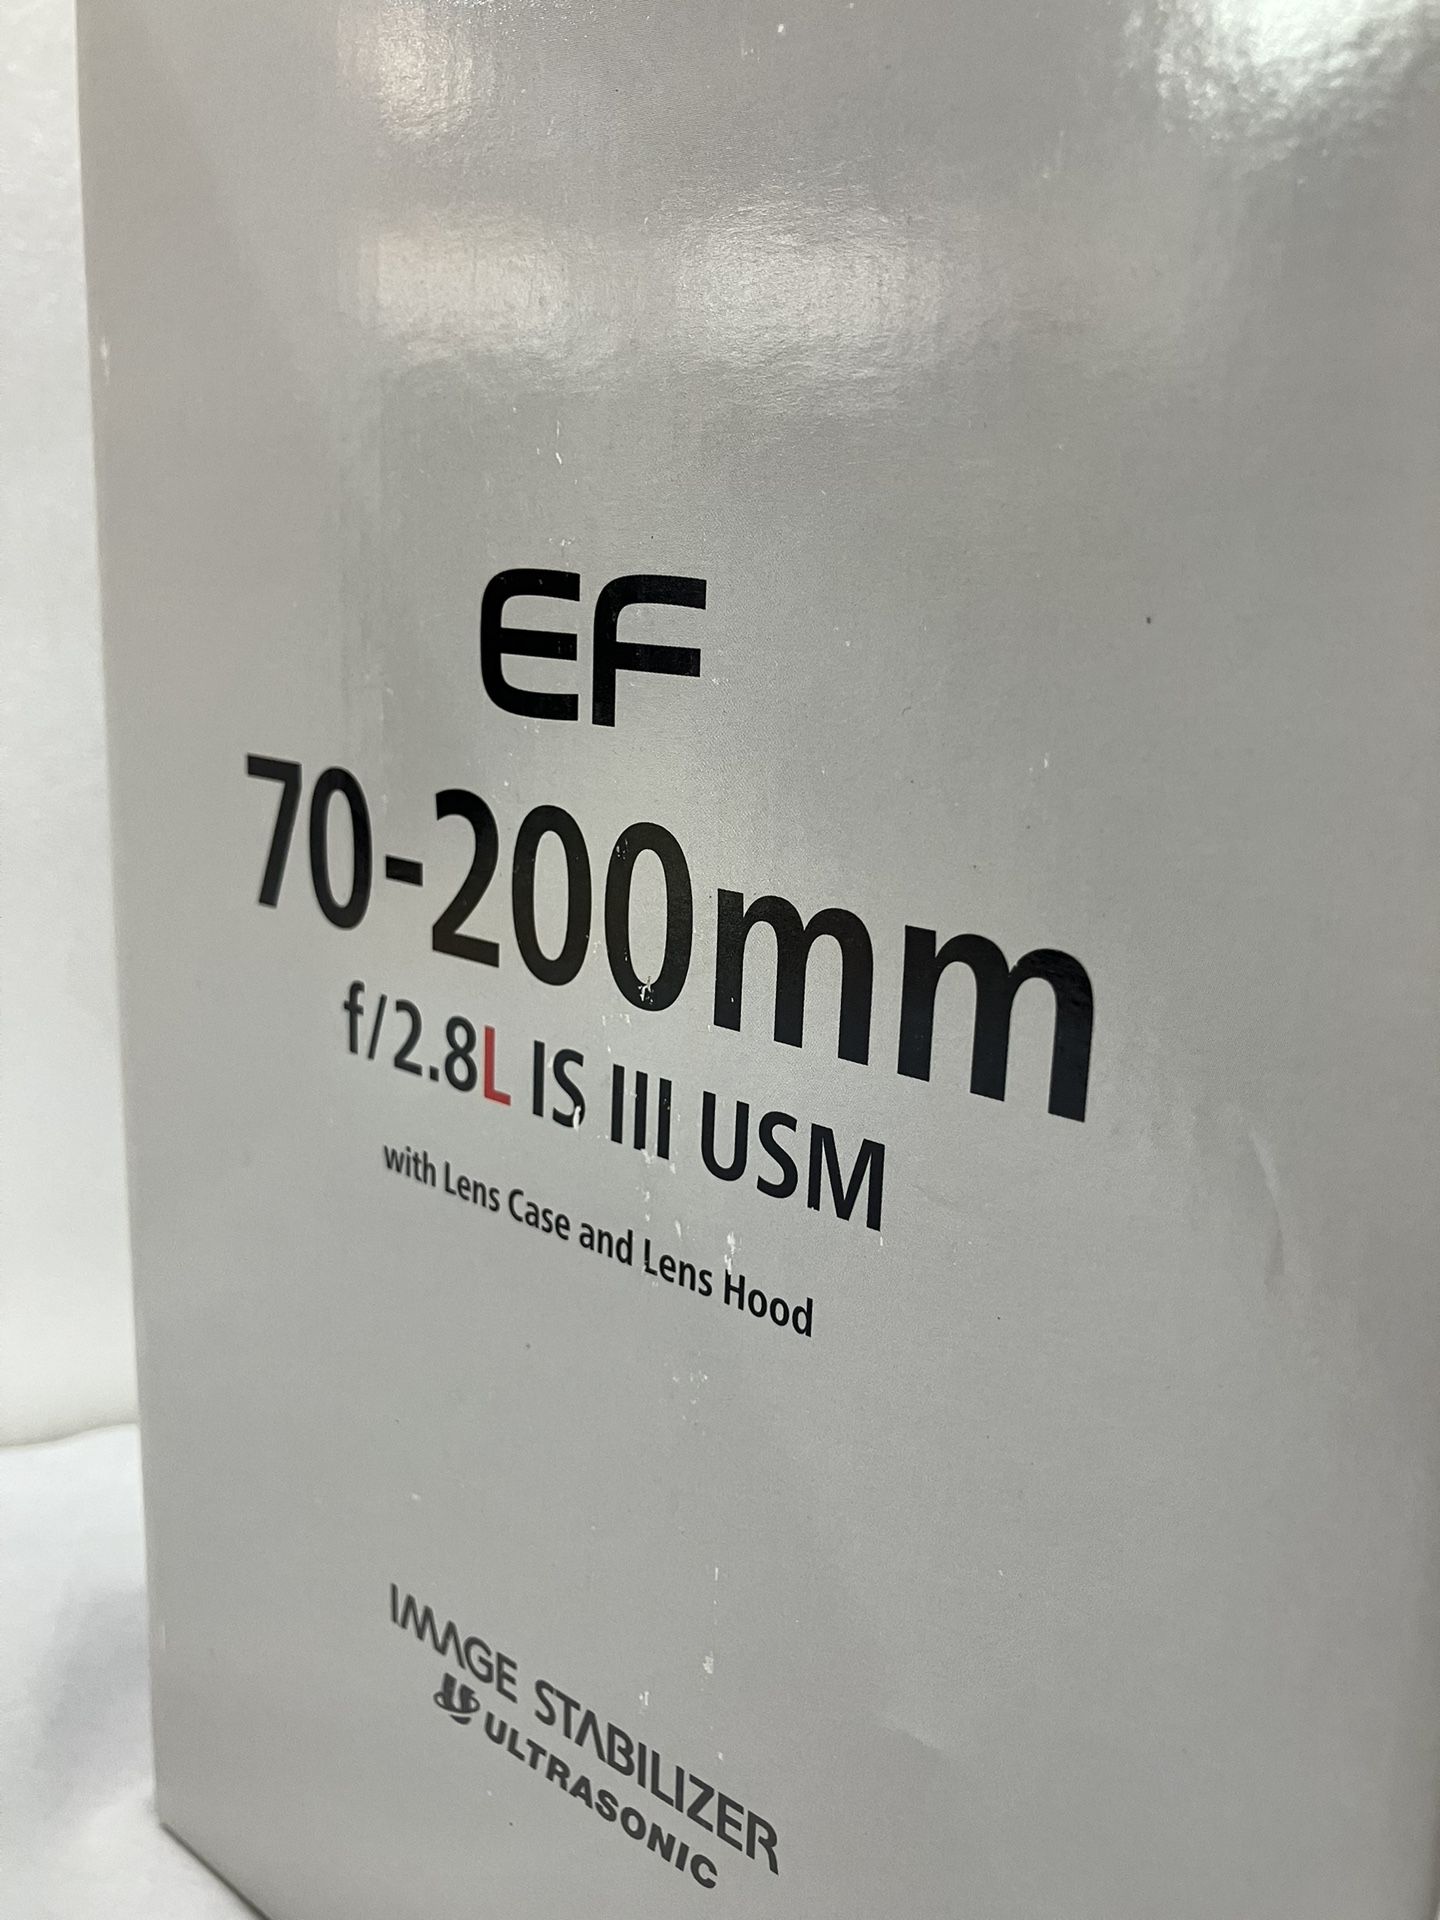 EF
70-200mm
f/2.8L IS III USM
with Lens Case and Lens Hood
IMAGE STABILIZER
ULTRASONIC